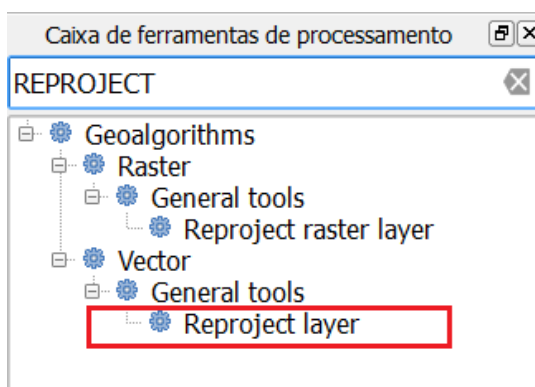 Caixa de ferramentas de processamento
REPROJECT
Geoalgorithms
Raster
General tools
Reproject raster layer
Vector
General tools
Reproject layer